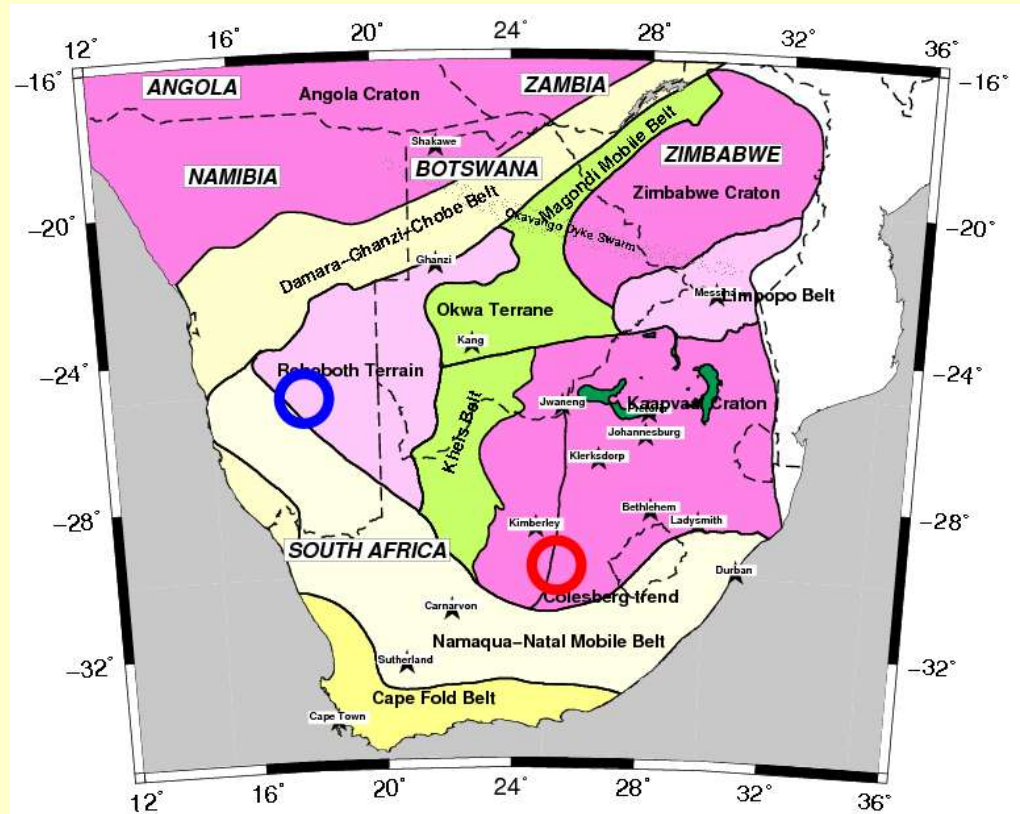 12° 16° 20° 24° 28° 32° 36°
−16° −16°
ANGOLA
Angola Craton
ZAMBIA
Shakawe
BOTSWANA
NAMIBIA
Magondi Mobile Belt
ZIMBABWE
Zimbabwe Craton
−20° −20°
Damara−Ghanzi−Chobe Belt
Okavango Dyke Swarm
Ghanzi
Messina
Limpopo Belt
Okwa Terrane
Kang
−24° −24°
Rehoboth Terrain
Jwaneng
Kaapvaal Craton
Pretoria
Kheis Belt
Johannesburg
Klerksdorp
−28° −28°
Kimberley
Bethlehem
Ladysmith
SOUTH AFRICA
Durban
Colesberg trend
Carnarvon
Namaqua−Natal Mobile Belt
−32° −32°
Sutherland
Cape Fold Belt
Cape Town
12° 16° 20° 24° 28° 32° 36°